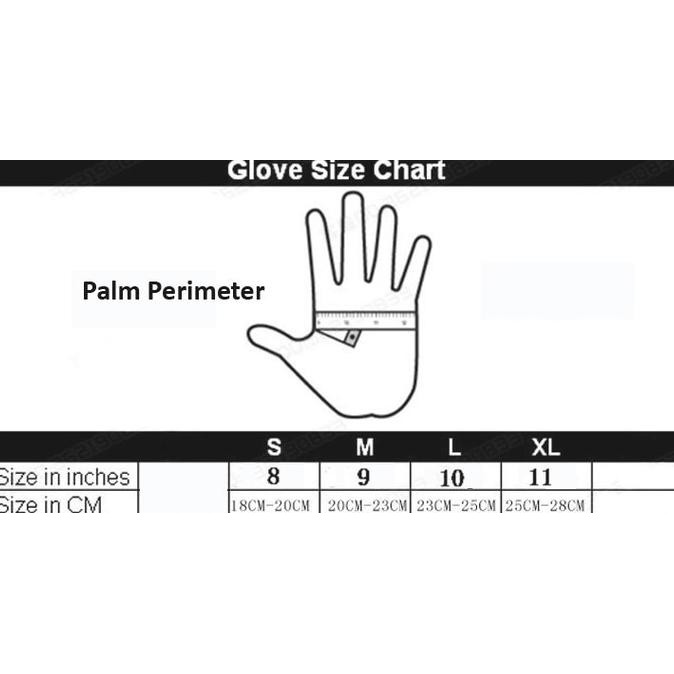 Glove Size Chart
Palm Perimeter
S M L XL
Size in inches 8 9 10 11
Size in CM 18CM-20CM 20CM-23CM 23CM-25CM 25CM-28CM